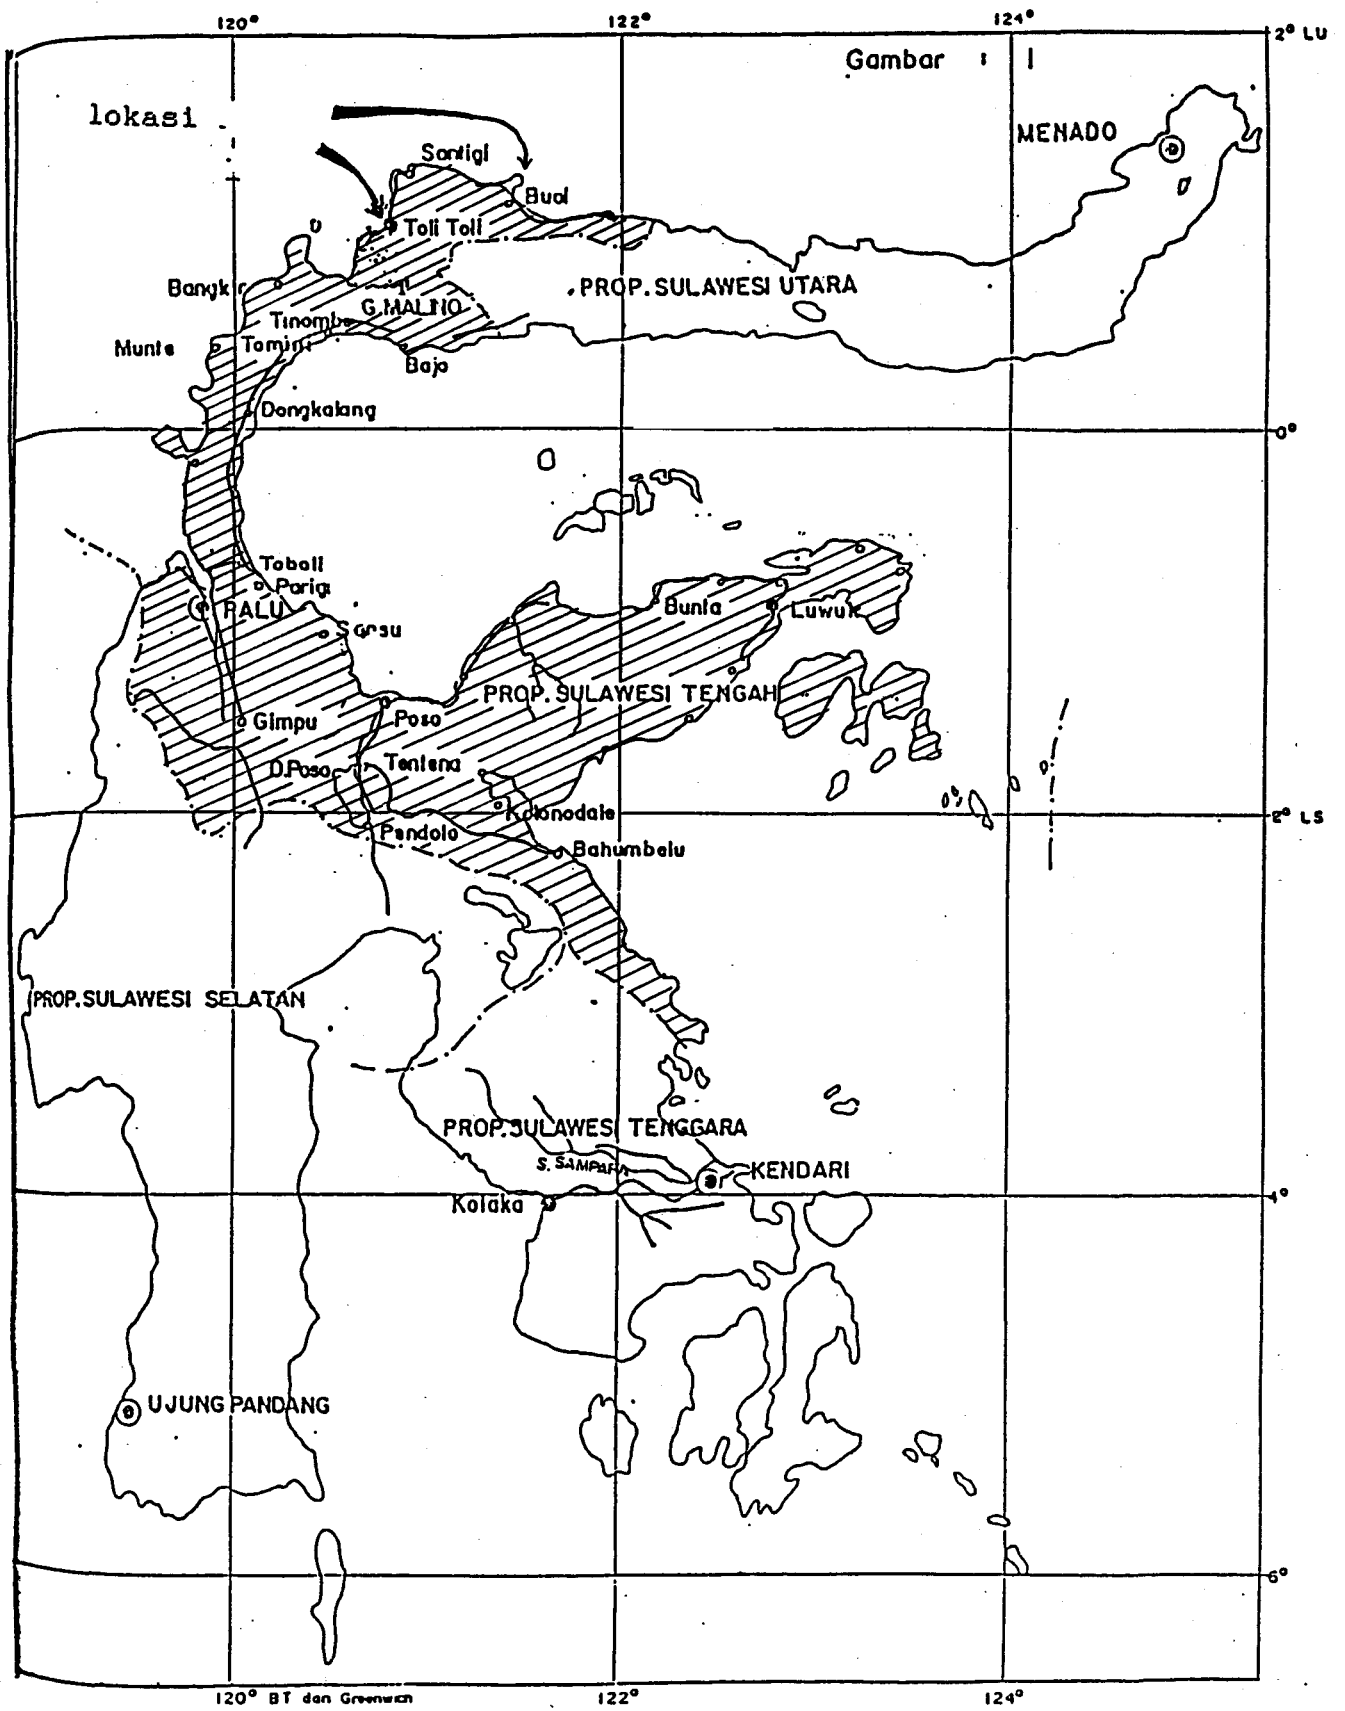 120°
122°
124°
2° LU
Gambar : 1
lokasi
MENADO
Santigi
Buol
Toli Toli
PROP. SULAWESI UTARA
Bangkir
G. MALINO
Tinombo
Munte
Tomini
Bajo
Dongkalang
0°
Toboli
Parigi
PALU
Bunta
Luwuk
Sausu
PROP. SULAWESI TENGAH
Gimpu
Poso
D. Poso
Tentena
Kolonodale
2° LS
Pendolo
Bahumbelu
PROP. SULAWESI SELATAN
PROP. SULAWESI TENGGARA
S. SAMPARA
KENDARI
Kolaka
4°
UJUNG PANDANG
6°
120° BT dan Greenwich
122°
124°